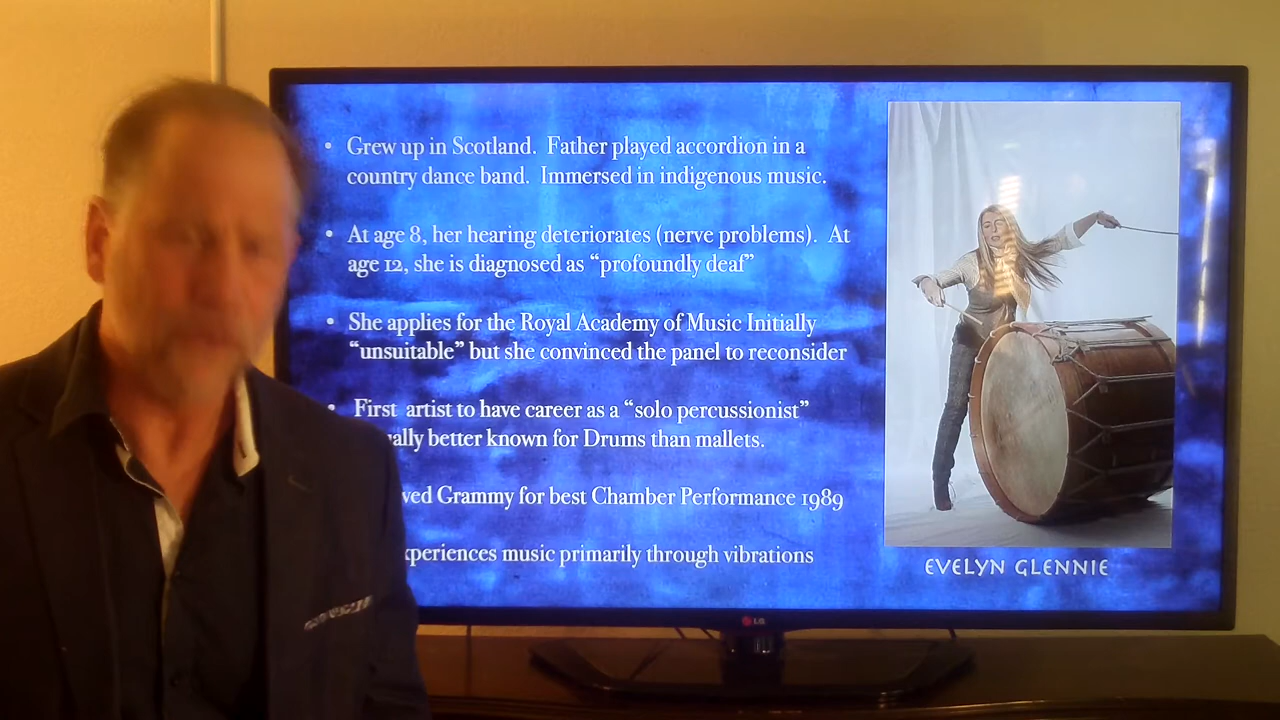 • Grew up in Scotland. Father played accordion in a
country dance band. Immersed in indigenous music.
• At age 8, her hearing deteriorates (nerve problems). At
age 12, she is diagnosed as “profoundly deaf”
• She applies for the Royal Academy of Music Initially
“unsuitable” but she convinced the panel to reconsider
• First artist to have career as a “solo percussionist”
better known for Drums than mallets.
Grammy for best Chamber Performance 1989
music primarily through vibrations
EVELYN GLENNIE
LG